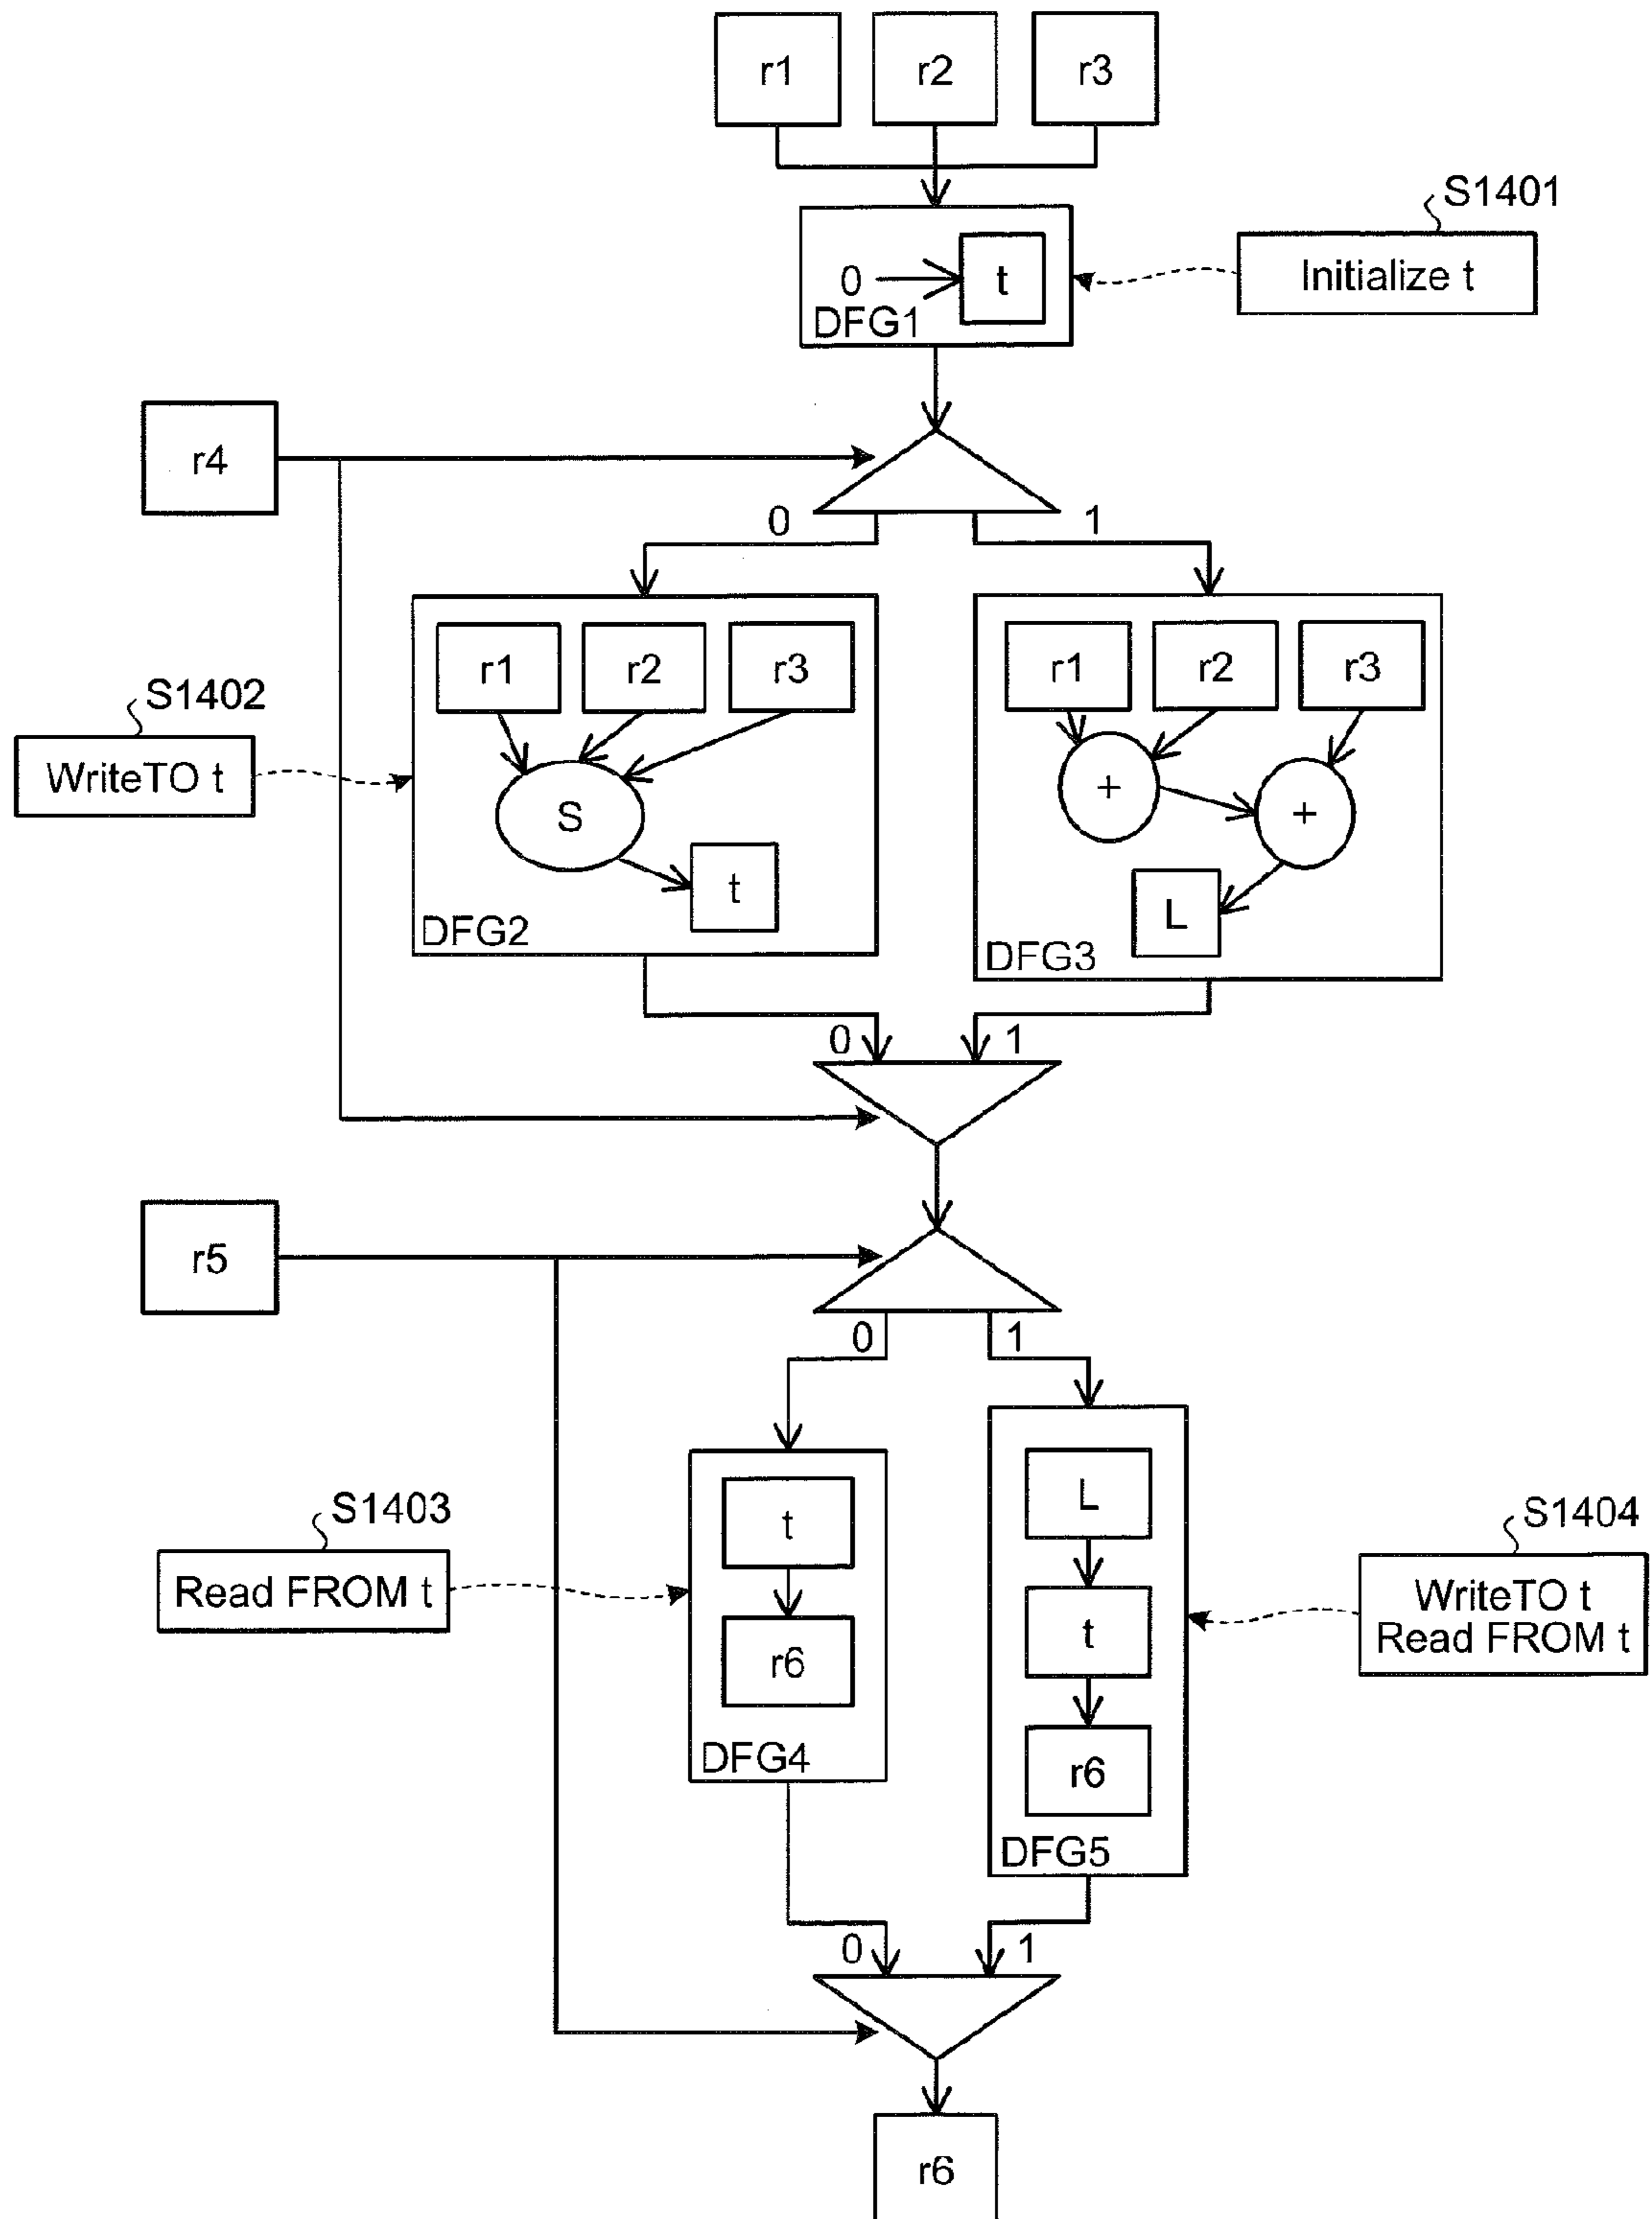 r1 r2 r3
S1401
0 t
Initialize t
DFG1
r4
0 1
r1 r2 r3
r1 r2 r3
S1402
WriteTO t
S
+ +
t
L
DFG2
DFG3
0 1
r5
0 1
L
S1403
t
S1404
Read FROM t
WriteTO t
Read FROM t
t
r6
r6
DFG4
DFG5
0 1
r6